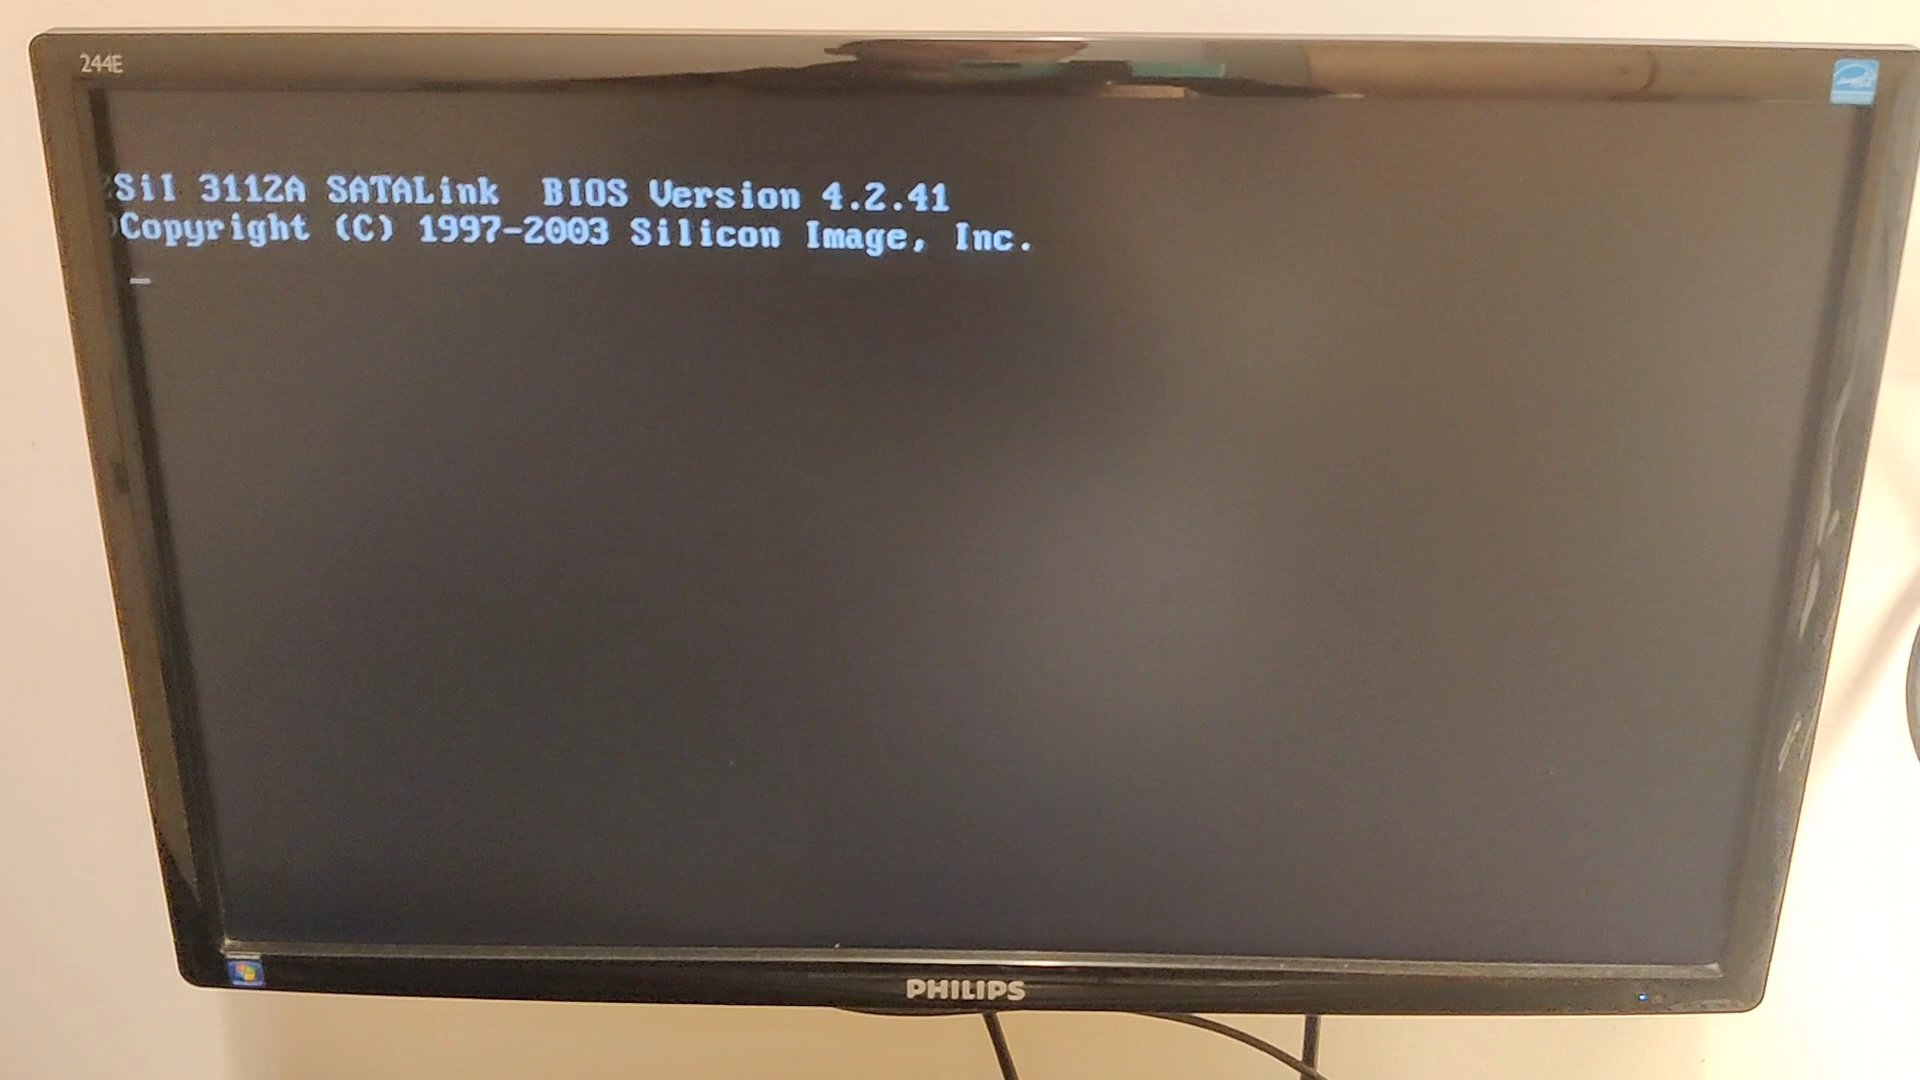 244E
SiI 3112A SATALink  BIOS Version 4.2.41
Copyright (C) 1997-2003 Silicon Image, Inc.
PHILIPS